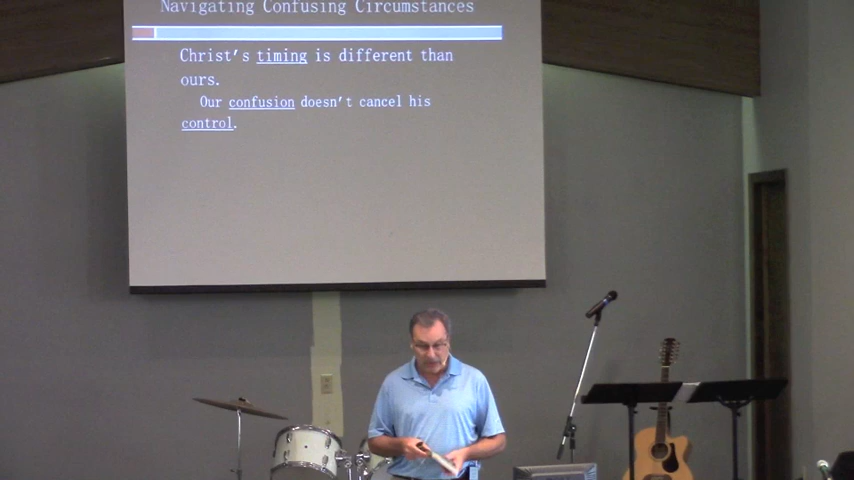 Navigating Confusing Circumstances
Christ's timing is different than
ours.
Our confusion doesn't cancel his
control.